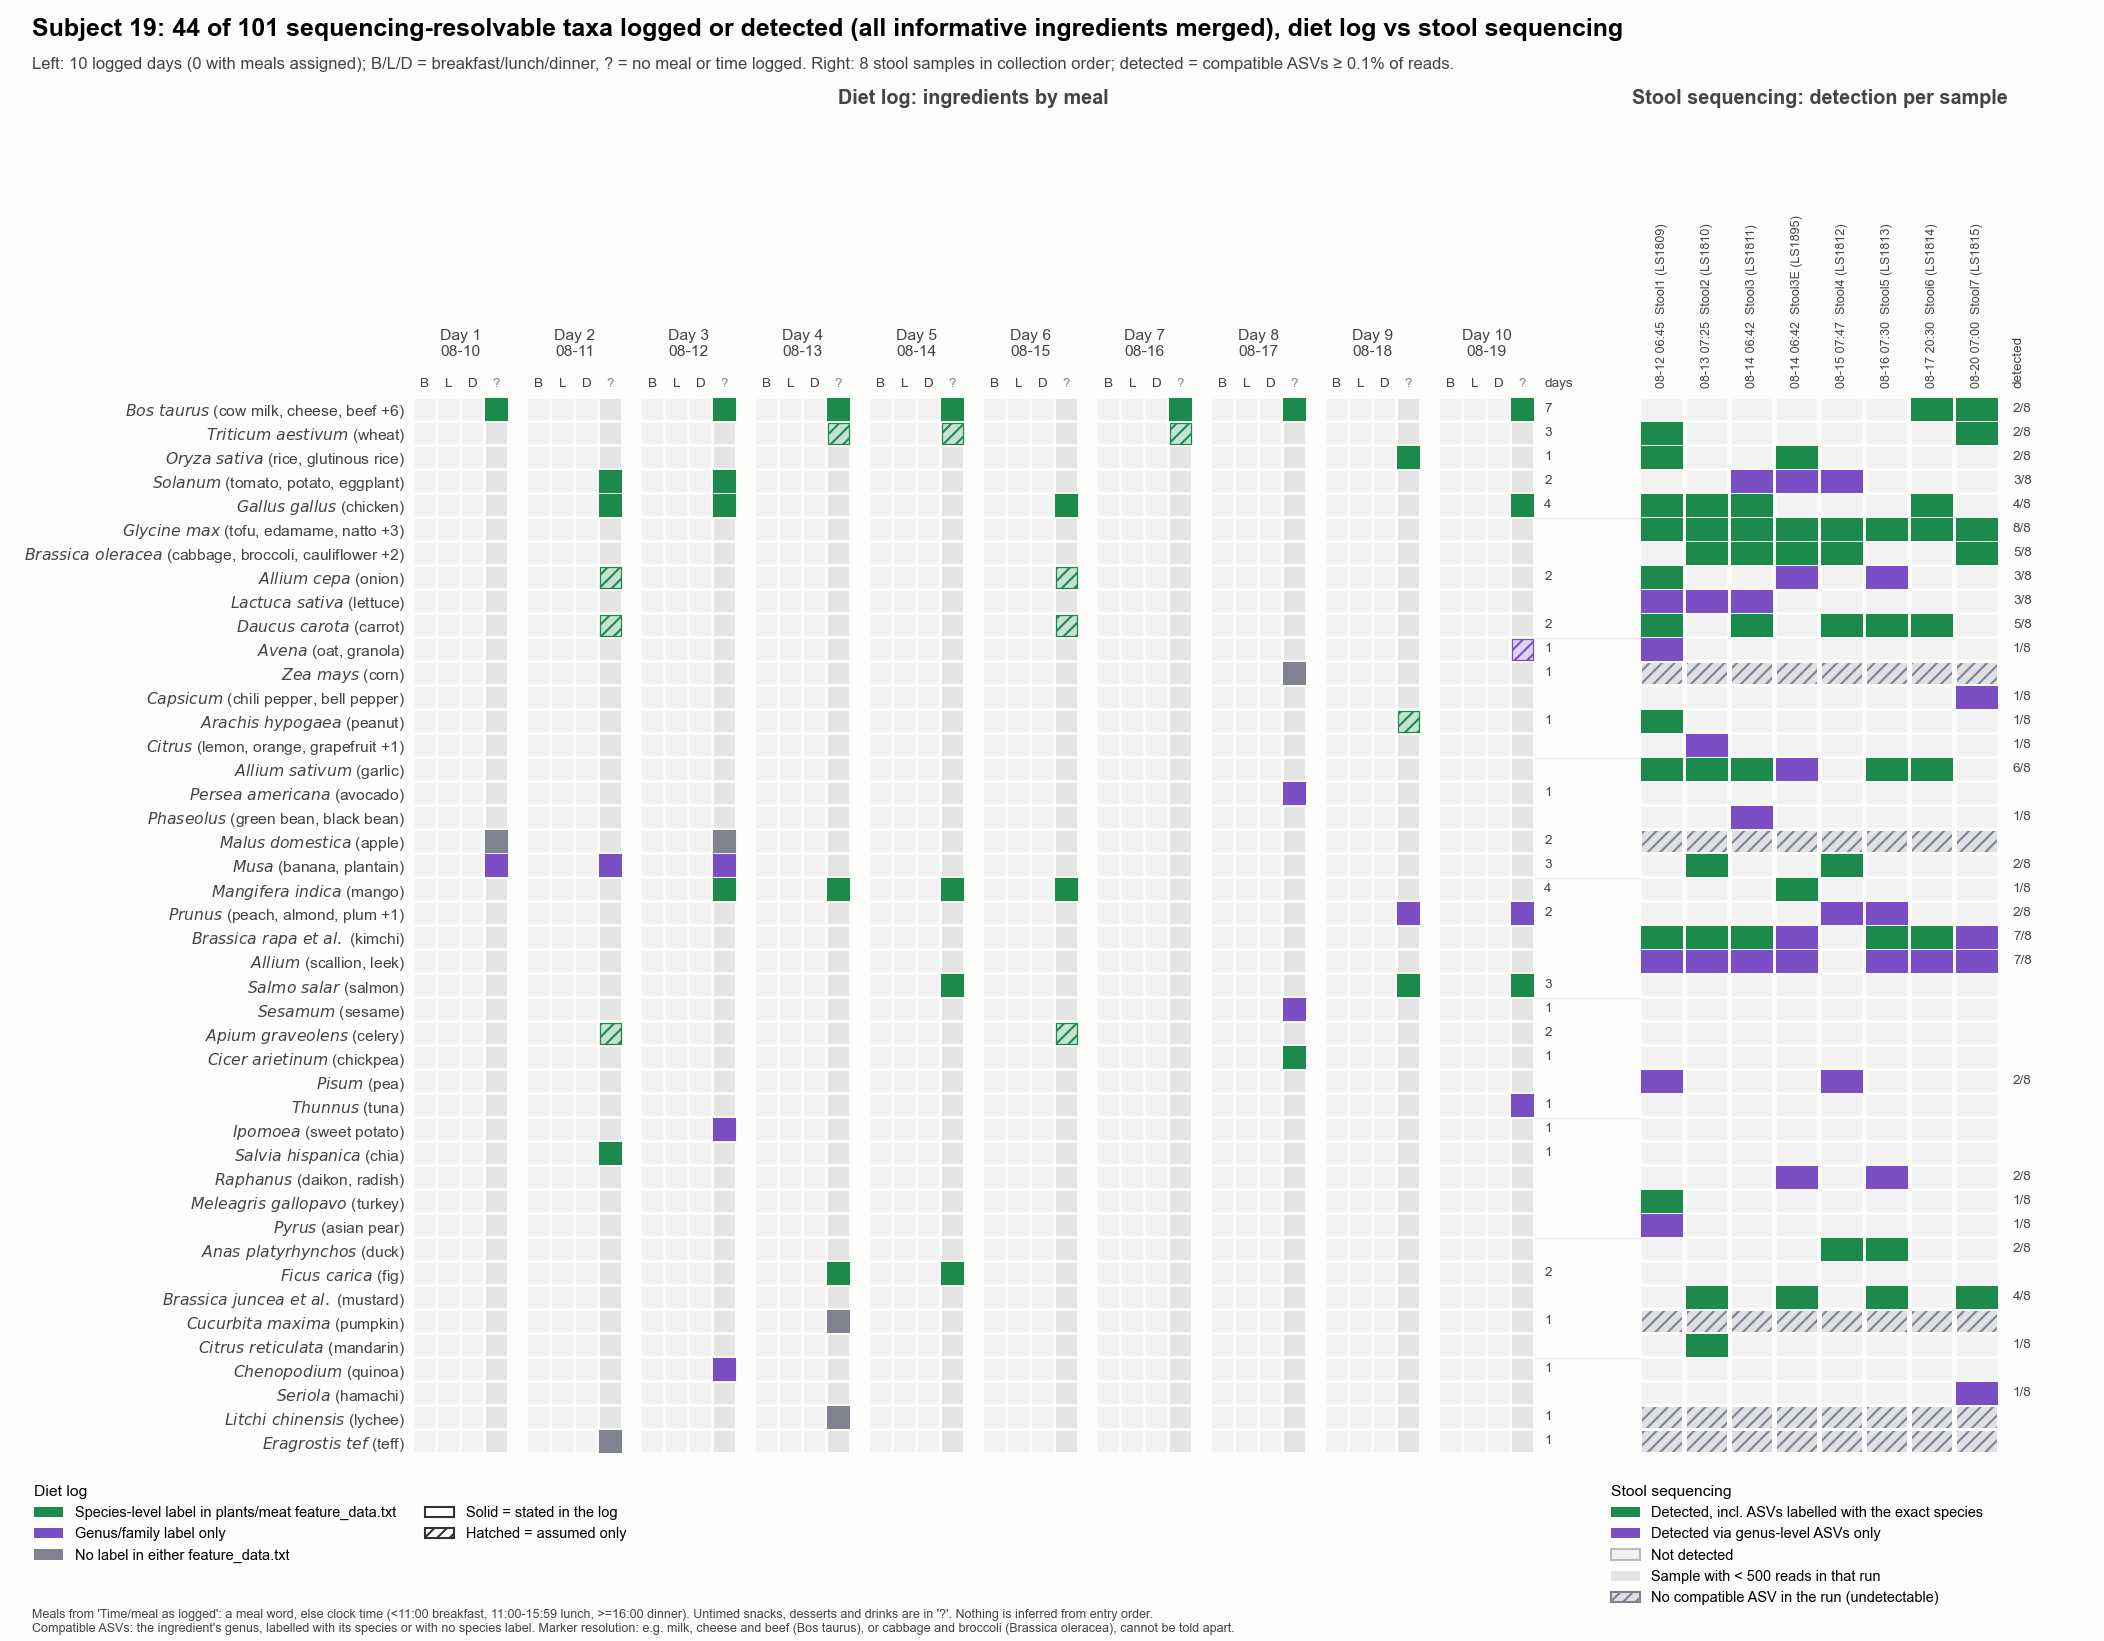 Subject 19: 44 of 101 sequencing-resolvable taxa logged or detected (all informative ingredients merged), diet log vs stool sequencing
Left: 10 logged days (0 with meals assigned); B/L/D = breakfast/lunch/dinner, ? = no meal or time logged. Right: 8 stool samples in collection order; detected = compatible ASVs ≥ 0.1% of reads.
Diet log: ingredients by meal
Stool sequencing: detection per sample
Day 1 Day 2 Day 3 Day 4 Day 5 Day 6 Day 7 Day 8 Day 9 Day 10
08-10 08-11 08-12 08-13 08-14 08-15 08-16 08-17 08-18 08-19
B L D ? B L D ? B L D ? B L D ? B L D ? B L D ? B L D ? B L D ? B L D ? B L D ? days
08-12 06:45 Stool1 (LS1809)
08-13 07:25 Stool2 (LS1810)
08-14 06:42 Stool3 (LS1811)
08-14 06:42 Stool3E (LS1895)
08-15 07:47 Stool4 (LS1812)
08-16 07:30 Stool5 (LS1813)
08-17 20:30 Stool6 (LS1814)
08-20 07:00 Stool7 (LS1815)
detected
Bos taurus (cow milk, cheese, beef +6) 7 2/8
Triticum aestivum (wheat) 3 2/8
Oryza sativa (rice, glutinous rice) 1 2/8
Solanum (tomato, potato, eggplant) 2 3/8
Gallus gallus (chicken) 4 4/8
Glycine max (tofu, edamame, natto +3) 8/8
Brassica oleracea (cabbage, broccoli, cauliflower +2) 5/8
Allium cepa (onion) 2 3/8
Lactuca sativa (lettuce) 3/8
Daucus carota (carrot) 2 5/8
Avena (oat, granola) 1 1/8
Zea mays (corn) 1
Capsicum (chili pepper, bell pepper) 1/8
Arachis hypogaea (peanut) 1 1/8
Citrus (lemon, orange, grapefruit +1) 1/8
Allium sativum (garlic) 6/8
Persea americana (avocado) 1
Phaseolus (green bean, black bean) 1/8
Malus domestica (apple) 2
Musa (banana, plantain) 3 2/8
Mangifera indica (mango) 4 1/8
Prunus (peach, almond, plum +1) 2 2/8
Brassica rapa et al. (kimchi) 7/8
Allium (scallion, leek) 7/8
Salmo salar (salmon) 3
Sesamum (sesame) 1
Apium graveolens (celery) 2
Cicer arietinum (chickpea) 1
Pisum (pea) 2/8
Thunnus (tuna) 1
Ipomoea (sweet potato) 1
Salvia hispanica (chia) 1
Raphanus (daikon, radish) 2/8
Meleagris gallopavo (turkey) 1/8
Pyrus (asian pear) 1/8
Anas platyrhynchos (duck) 2/8
Ficus carica (fig) 2
Brassica juncea et al. (mustard) 4/8
Cucurbita maxima (pumpkin) 1
Citrus reticulata (mandarin) 1/8
Chenopodium (quinoa) 1
Seriola (hamachi) 1/8
Litchi chinensis (lychee) 1
Eragrostis tef (teff) 1
Diet log
Species-level label in plants/meat feature_data.txt
Genus/family label only
No label in either feature_data.txt
Solid = stated in the log
Hatched = assumed only
Stool sequencing
Detected, incl. ASVs labelled with the exact species
Detected via genus-level ASVs only
Not detected
Sample with < 500 reads in that run
No compatible ASV in the run (undetectable)
Meals from 'Time/meal as logged': a meal word, else clock time (<11:00 breakfast, 11:00-15:59 lunch, >=16:00 dinner). Untimed snacks, desserts and drinks are in '?'. Nothing is inferred from entry order.
Compatible ASVs: the ingredient's genus, labelled with its species or with no species label. Marker resolution: e.g. milk, cheese and beef (Bos taurus), or cabbage and broccoli (Brassica oleracea), cannot be told apart.